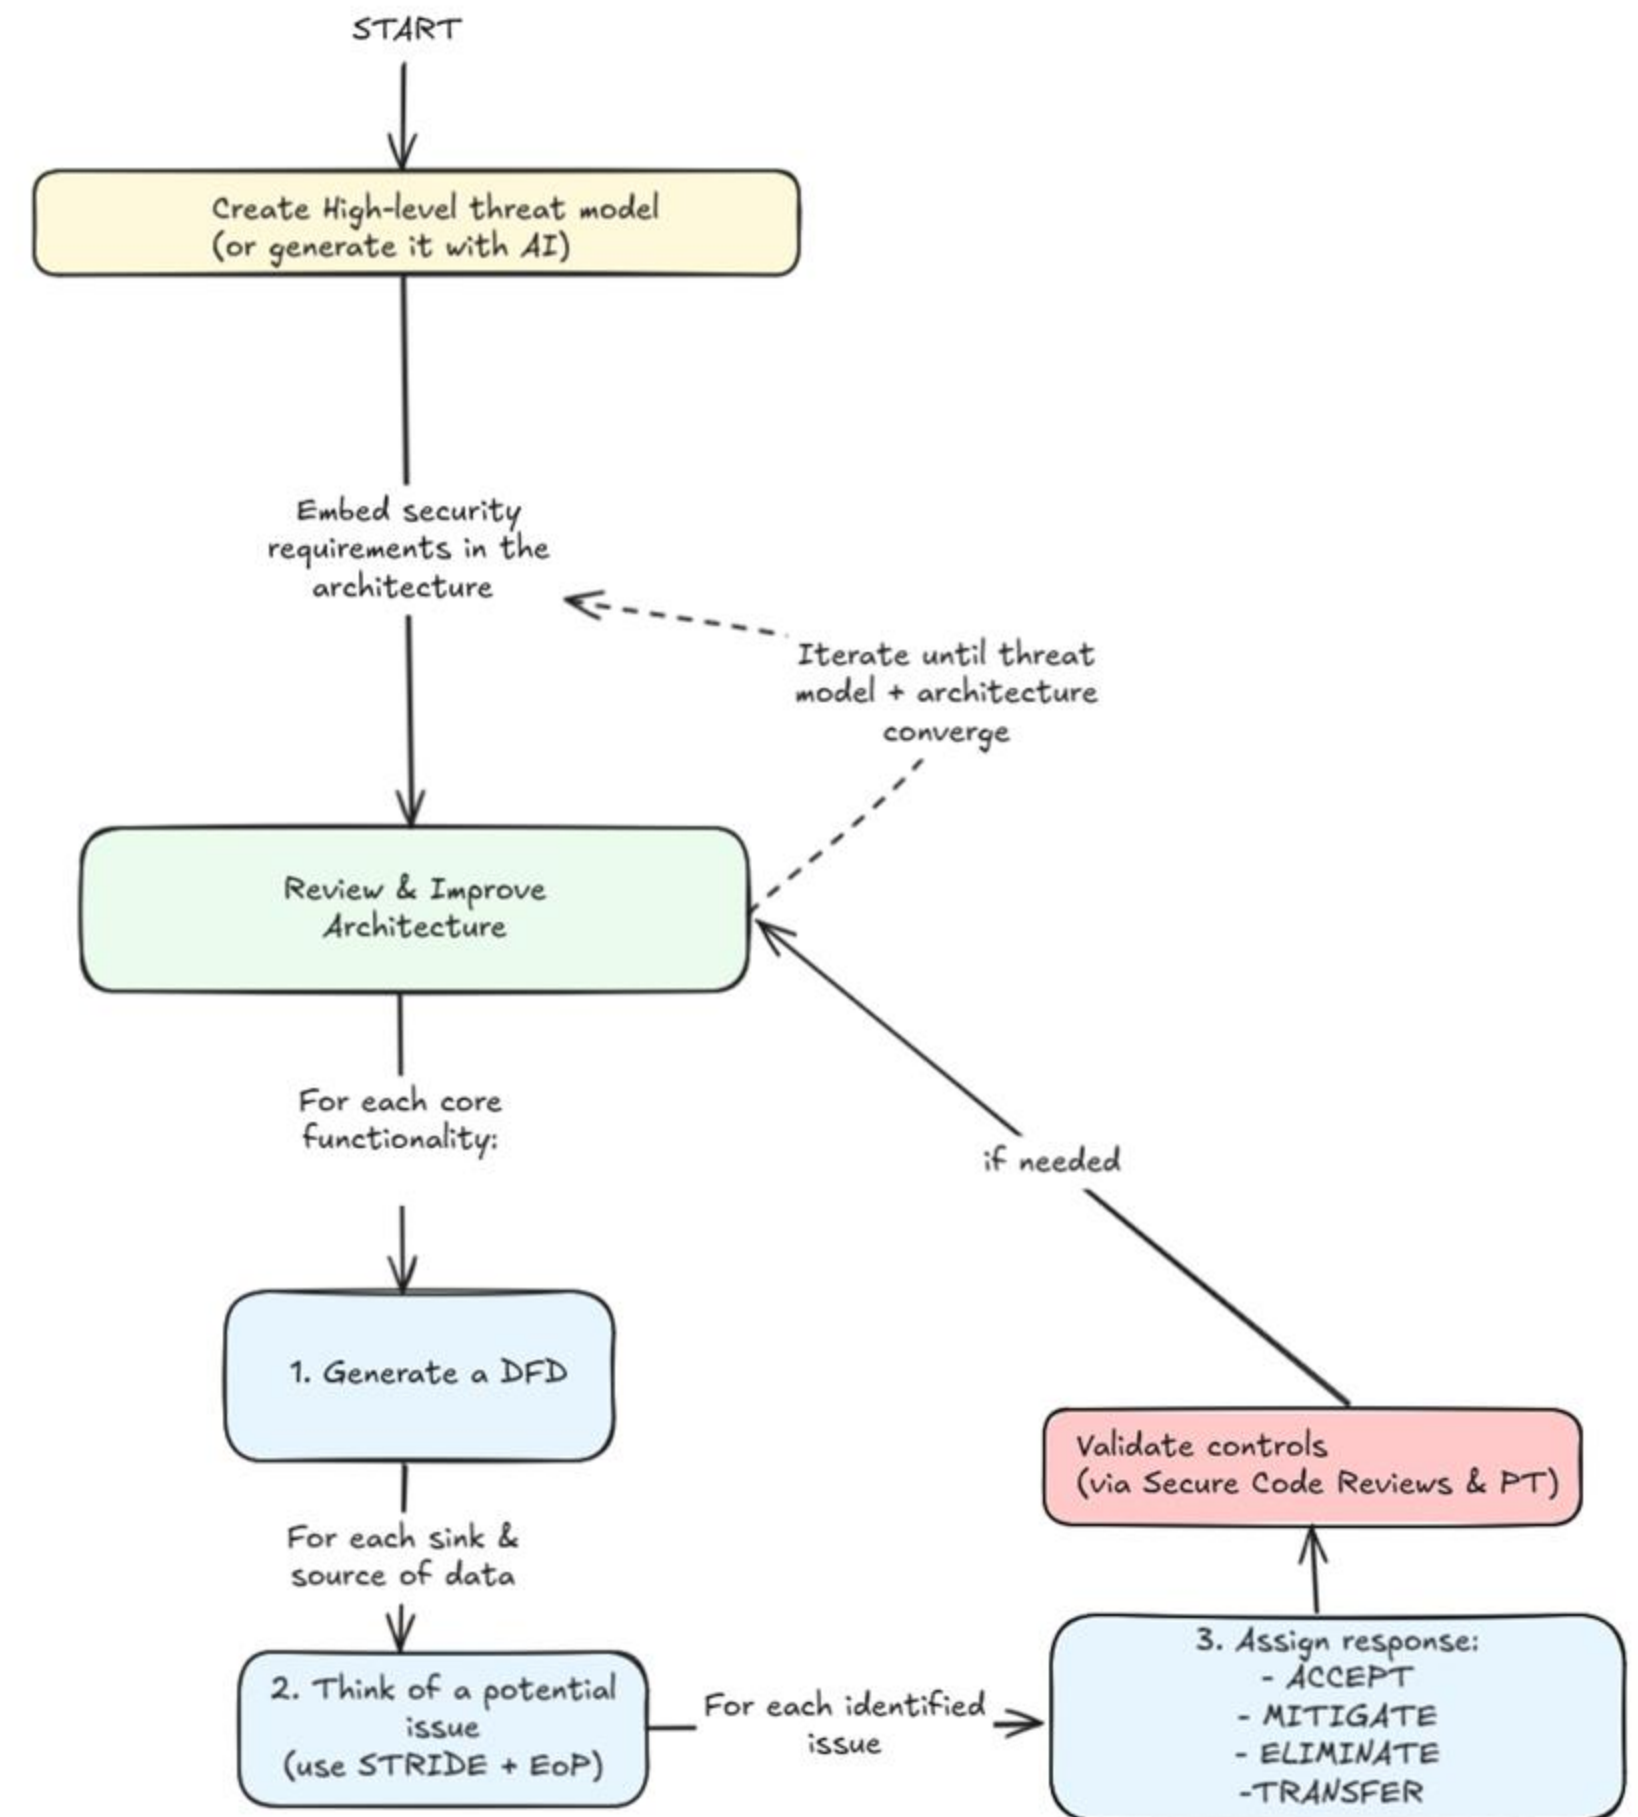 START
Create High-level threat model
(or generate it with AI)
Embed security
requirements in the
architecture
Iterate until threat
model + architecture
converge
Review & Improve
Architecture
For each core
functionality:
if needed
1. Generate a DFD
Validate controls
(via Secure Code Reviews & PT)
For each sink &
source of data
2. Think of a potential
issue
(use STRIDE + EoP)
For each identified
issue
3. Assign response:
- ACCEPT
- MITIGATE
- ELIMINATE
-TRANSFER